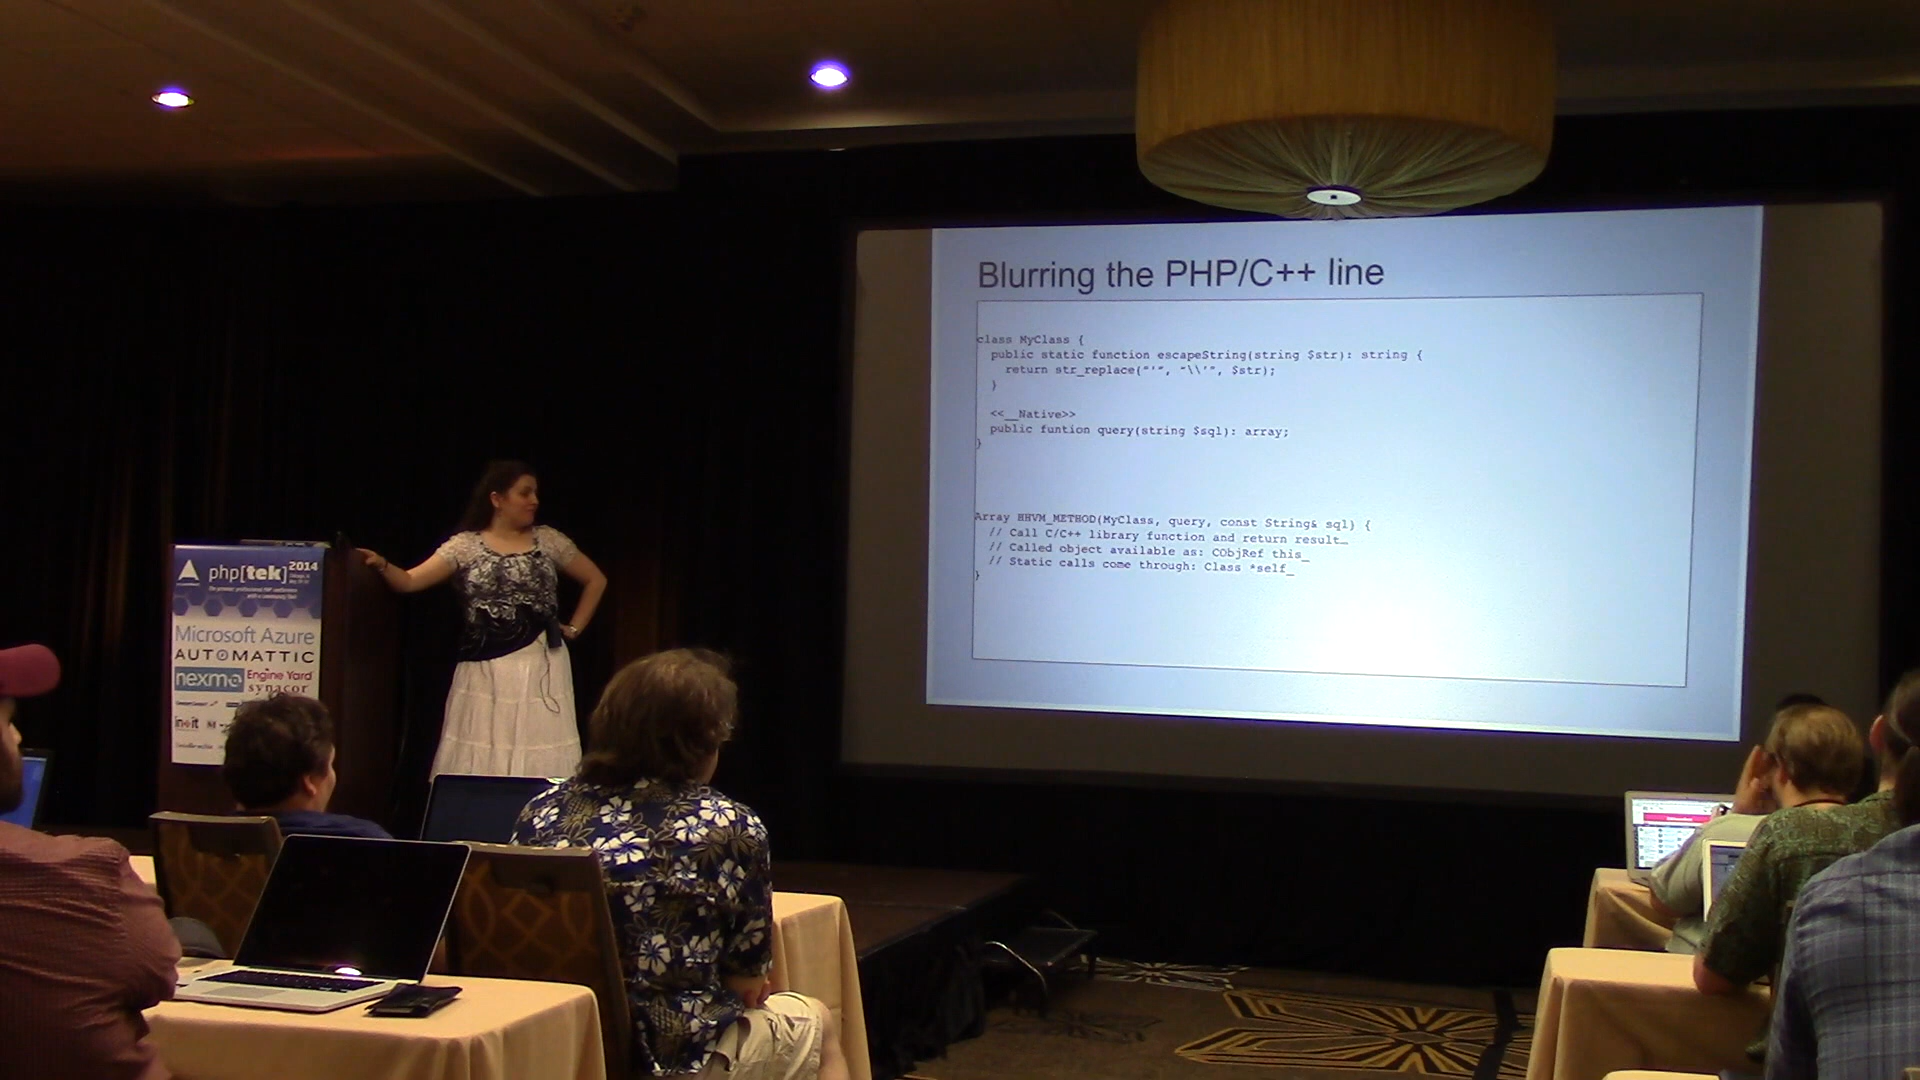 Blurring the PHP/C++ line
class MyClass {
public static function escapeString(string $str): string {
return str_replace("'", "\\'", $str);
}
<<__Native>>
public funtion query(string $sql): array;
}
Array HHVM_METHOD(MyClass, query, const String& sql) {
// Call C/C++ library function and return result_
// Called object available as: CObjRef this_
// Static calls come through: Class *self_
}
php[tek] 2014
Microsoft Azure
AUTOMATTIC
nexmo Engine Yard
synacor
in